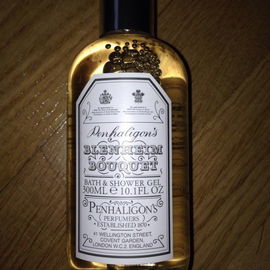 Penhaligon's
BLENHEIM
BOUQUET
BATH & SHOWER GEL
300ML ℮ 10.1FL OZ
PENHALIGON'S
PERFUMERS
ESTABLISHED 1870
41 WELLINGTON STREET,
COVENT GARDEN,
LONDON W.C.2. ENGLAND